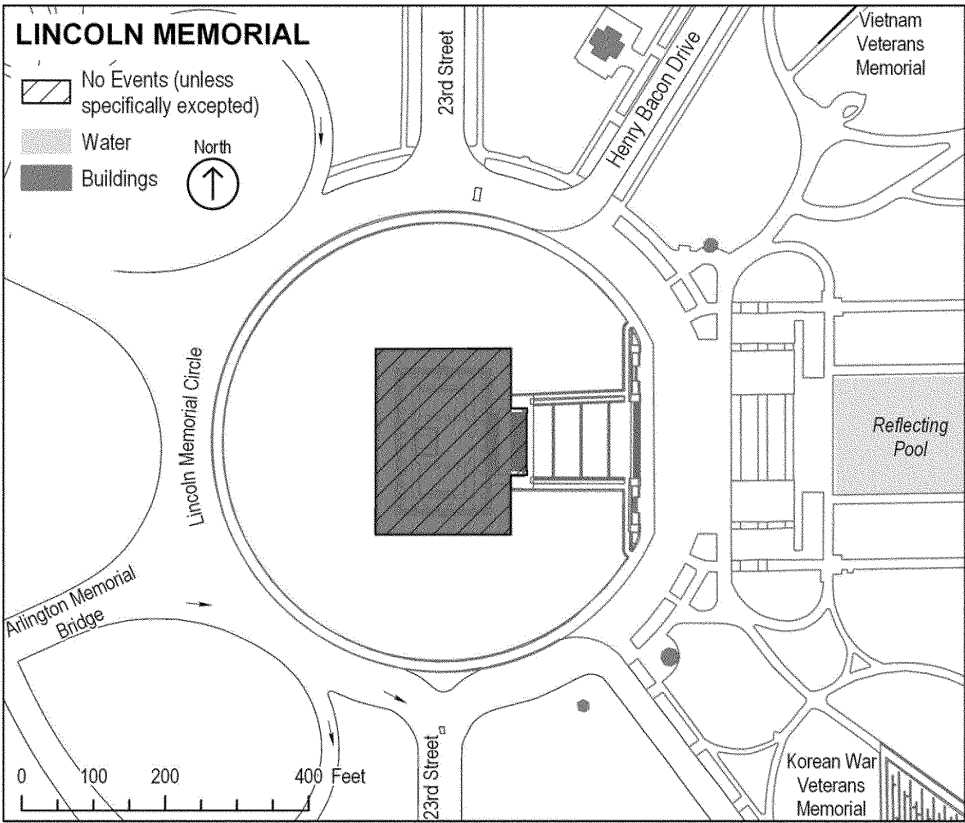 LINCOLN MEMORIAL
No Events (unless
specifically excepted)
Water
Buildings
North
23rd Street
Henry Bacon Drive
Vietnam
Veterans
Memorial
Lincoln Memorial Circle
Reflecting
Pool
Arlington Memorial
Bridge
0 100 200 400 Feet
23rd Street
Korean War
Veterans
Memorial